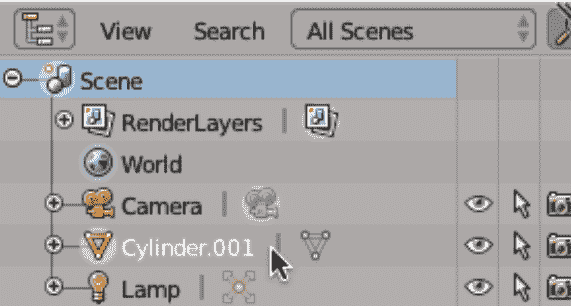 View Search All Scenes
Scene
RenderLayers
World
Camera
Cylinder.001
Lamp